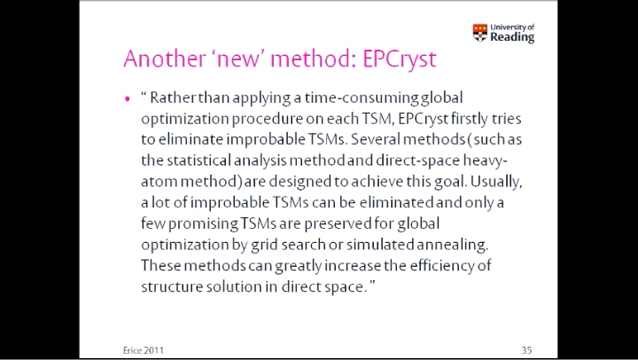 University of
Reading
Another ‘new’ method: EPCryst
• “ Rather than applying a time-consuming global
optimization procedure on each TSM, EPCryst firstly tries
to eliminate improbable TSMs. Several methods (such as
the statistical analysis method and direct-space heavy-
atom method) are designed to achieve this goal. Usually,
a lot of improbable TSMs can be eliminated and only a
few promising TSMs are preserved for global
optimization by grid search or simulated annealing.
These methods can greatly increase the efficiency of
structure solution in direct space. ”
Erice 2011
35